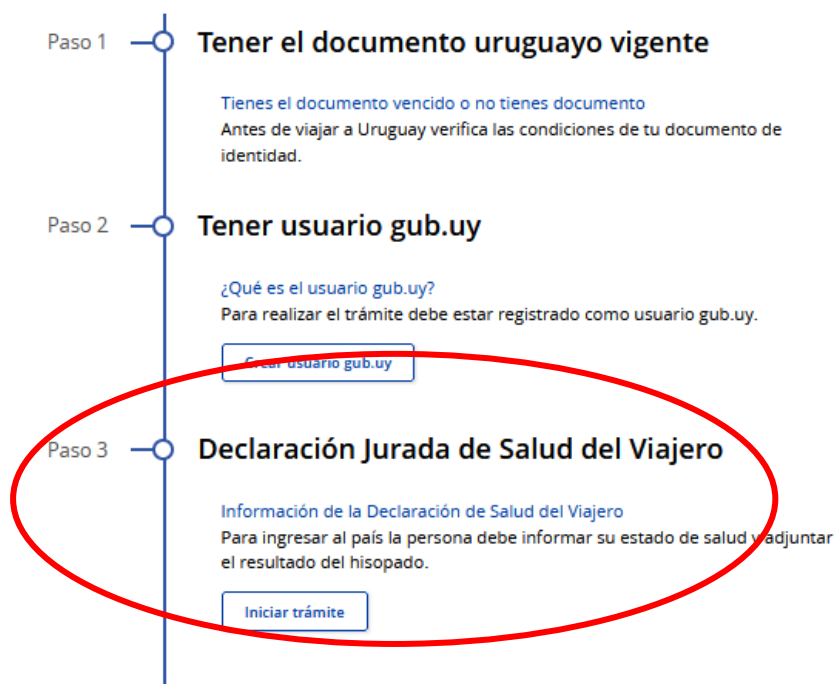 Paso 1
Tener el documento uruguayo vigente
Tienes el documento vencido o no tienes documento
Antes de viajar a Uruguay verifica las condiciones de tu documento de
identidad.
Paso 2
Tener usuario gub.uy
¿Qué es el usuario gub.uy?
Para realizar el trámite debe estar registrado como usuario gub.uy.
Crear usuario gub.uy
Paso 3
Declaración Jurada de Salud del Viajero
Información de la Declaración de Salud del Viajero
Para ingresar al país la persona debe informar su estado de salud y adjuntar
el resultado del hisopado.
Iniciar trámite